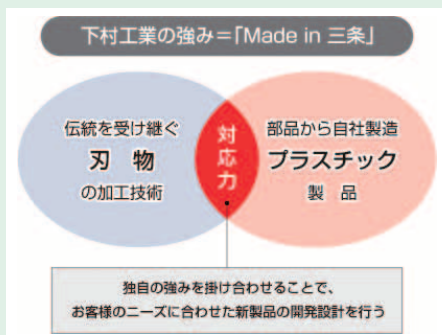 下村工業の強み=「Made in 三条」
伝統を受け継ぐ
刃 物
の加工技術
対応力
部品から自社製造
プラスチック
製 品
独自の強みを掛け合わせることで、
お客様のニーズに合わせた新製品の開発設計を行う